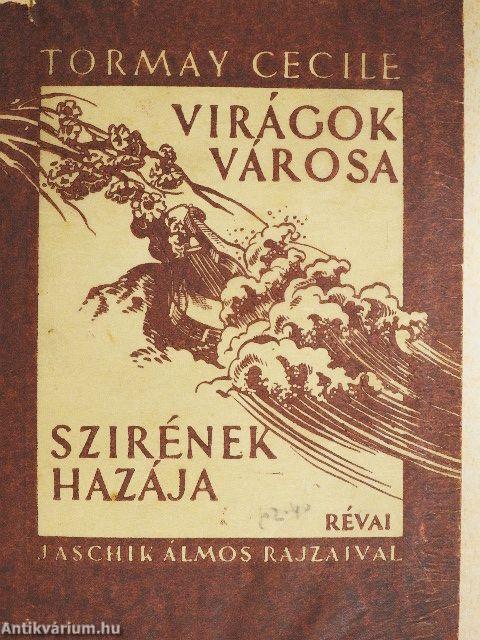 TORMAY CECILE
VIRÁGOK
VÁROSA
SZIRÉNEK
HAZÁJA
RÉVAI
JASCHIK ÁLMOS RAJZAIVAL
Antikvárium.hu